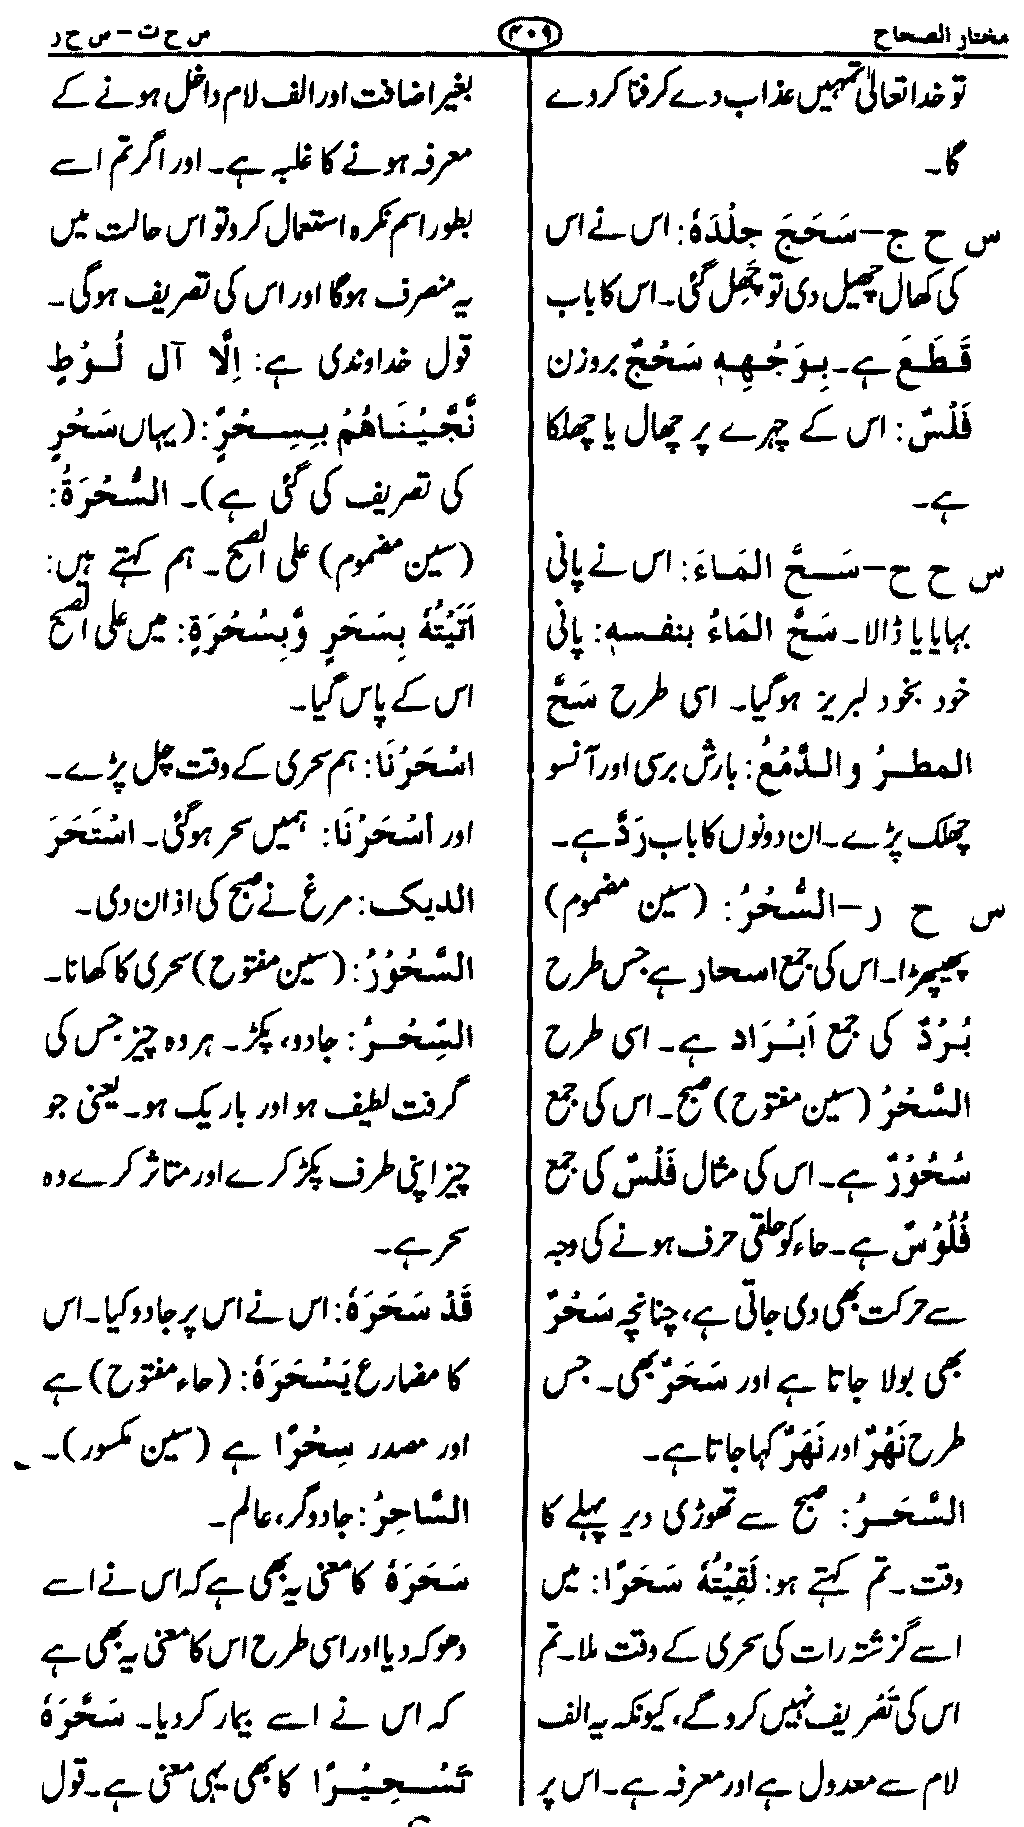 مختار الصحاح
۴۰۹
س ح ت – س ح ر
تو خدا تعالیٰ تمہیں عذاب دے کر فنا کر دے
گا۔
س ح ج – سَحَجَ جِلْدَهٗ: اس نے اس
کی کھال چھیل دی تو چِھل گئی۔ اس کا باب
قَطَعَ ہے۔ بِوَجْهِهٖ سَحْجٌ بروزن
فَلْسٌ: اس کے چہرے پر چھال یا چھلکا
ہے۔
س ح ح – سَحَّ المَاءَ: اس نے پانی
بہایا یا ڈالا۔ سَحَّ المَاءُ بنفسهٖ: پانی
خود بخود لبریز ہو گیا۔ اسی طرح سَحَّ
المطرُ والدَّمْعُ: بارش برسی اور آنسو
چھلک پڑے۔ ان دونوں کا باب رَدَّ ہے۔
س ح ر – السُّحْرُ: (سین مضموم)
پھیپھڑا۔ اس کی جمع اسحار ہے جس طرح
بُرْدٌ کی جمع اَبْرَاد ہے۔ اسی طرح
السَّحْرُ (سین مفتوح) صبح۔ اس کی جمع
سُحُوْرٌ ہے۔ اس کی مثال فَلْسٌ کی جمع
فُلُوْسٌ ہے۔ حاء کو حلقی حرف ہونے کی وجہ
سے حرکت بھی دی جاتی ہے، چنانچہ سَحْرٌ
بھی بولا جاتا ہے اور سَحَرٌ بھی۔ جس
طرح نَهْرٌ اور نَهَرٌ کہا جاتا ہے۔
السَّحَرُ: صبح سے تھوڑی دیر پہلے کا
وقت۔ تم کہتے ہو: لَقِيْتُهٗ سَحَرًا: میں
اسے گزشتہ رات کی سحری کے وقت ملا۔ تم
اس کی تَصریف نہیں کرو گے، کیونکہ یہ الف
لام سے معدول ہے اور معرفہ ہے۔ اس پر
بغیر اضافت اور الف لام داخل ہونے کے
معرفہ ہونے کا غلبہ ہے۔ اور اگر تم اسے
بطور اسم نکرہ استعمال کرو تو اس حالت میں
یہ منصرف ہوگا اور اس کی تصریف ہوگی۔
قول خداوندی ہے: اِلَّا آل لُوْطٍ
نَّجَّيْنَاهُمْ بِسِحْرٍ: (یہاں سَحْرٍ
کی تصریف کی گئی ہے)۔ السُّحْرَةُ:
(سین مضموم) علی الصبح۔ ہم کہتے ہیں:
اَتَيْتُهٗ بِسَحَرٍ وَّبِسُحْرَةٍ: میں علی الصبح
اس کے پاس گیا۔
اسْحَرْنَا: ہم سحری کے وقت چل پڑے۔
اور اَسْحَرْنَا: ہمیں سحر ہو گئی۔ اسْتَحَرَ
الدیک: مرغ نے صبح کی اذان دی۔
السَّحُوْرُ: (سین مفتوح) سحری کا کھانا۔
السِّحْرُ: جادو، پکڑ۔ ہر وہ چیز جس کی
گرفت لطیف ہو اور باریک ہو۔ یعنی جو
چیز اپنی طرف پکڑ کرے اور متاثر کرے وہ
سحر ہے۔
قَدْ سَحَرَهٗ: اس نے اس پر جادو کیا۔ اس
کا مضارع یَسْحَرَهٗ: (حاء مفتوح) ہے
اور مصدر سِحْرًا ہے (سین مکسور)۔
السَّاحِرُ: جادوگر، عالم۔
سَحَرَهٗ کا معنی یہ بھی ہے کہ اس نے اسے
دھوکہ دیا اور اسی طرح اس کا معنی یہ بھی ہے
کہ اس نے اسے بیمار کر دیا۔ سَحَّرَهٗ
تَسْحِيْرًا کا بھی یہی معنی ہے۔ قول